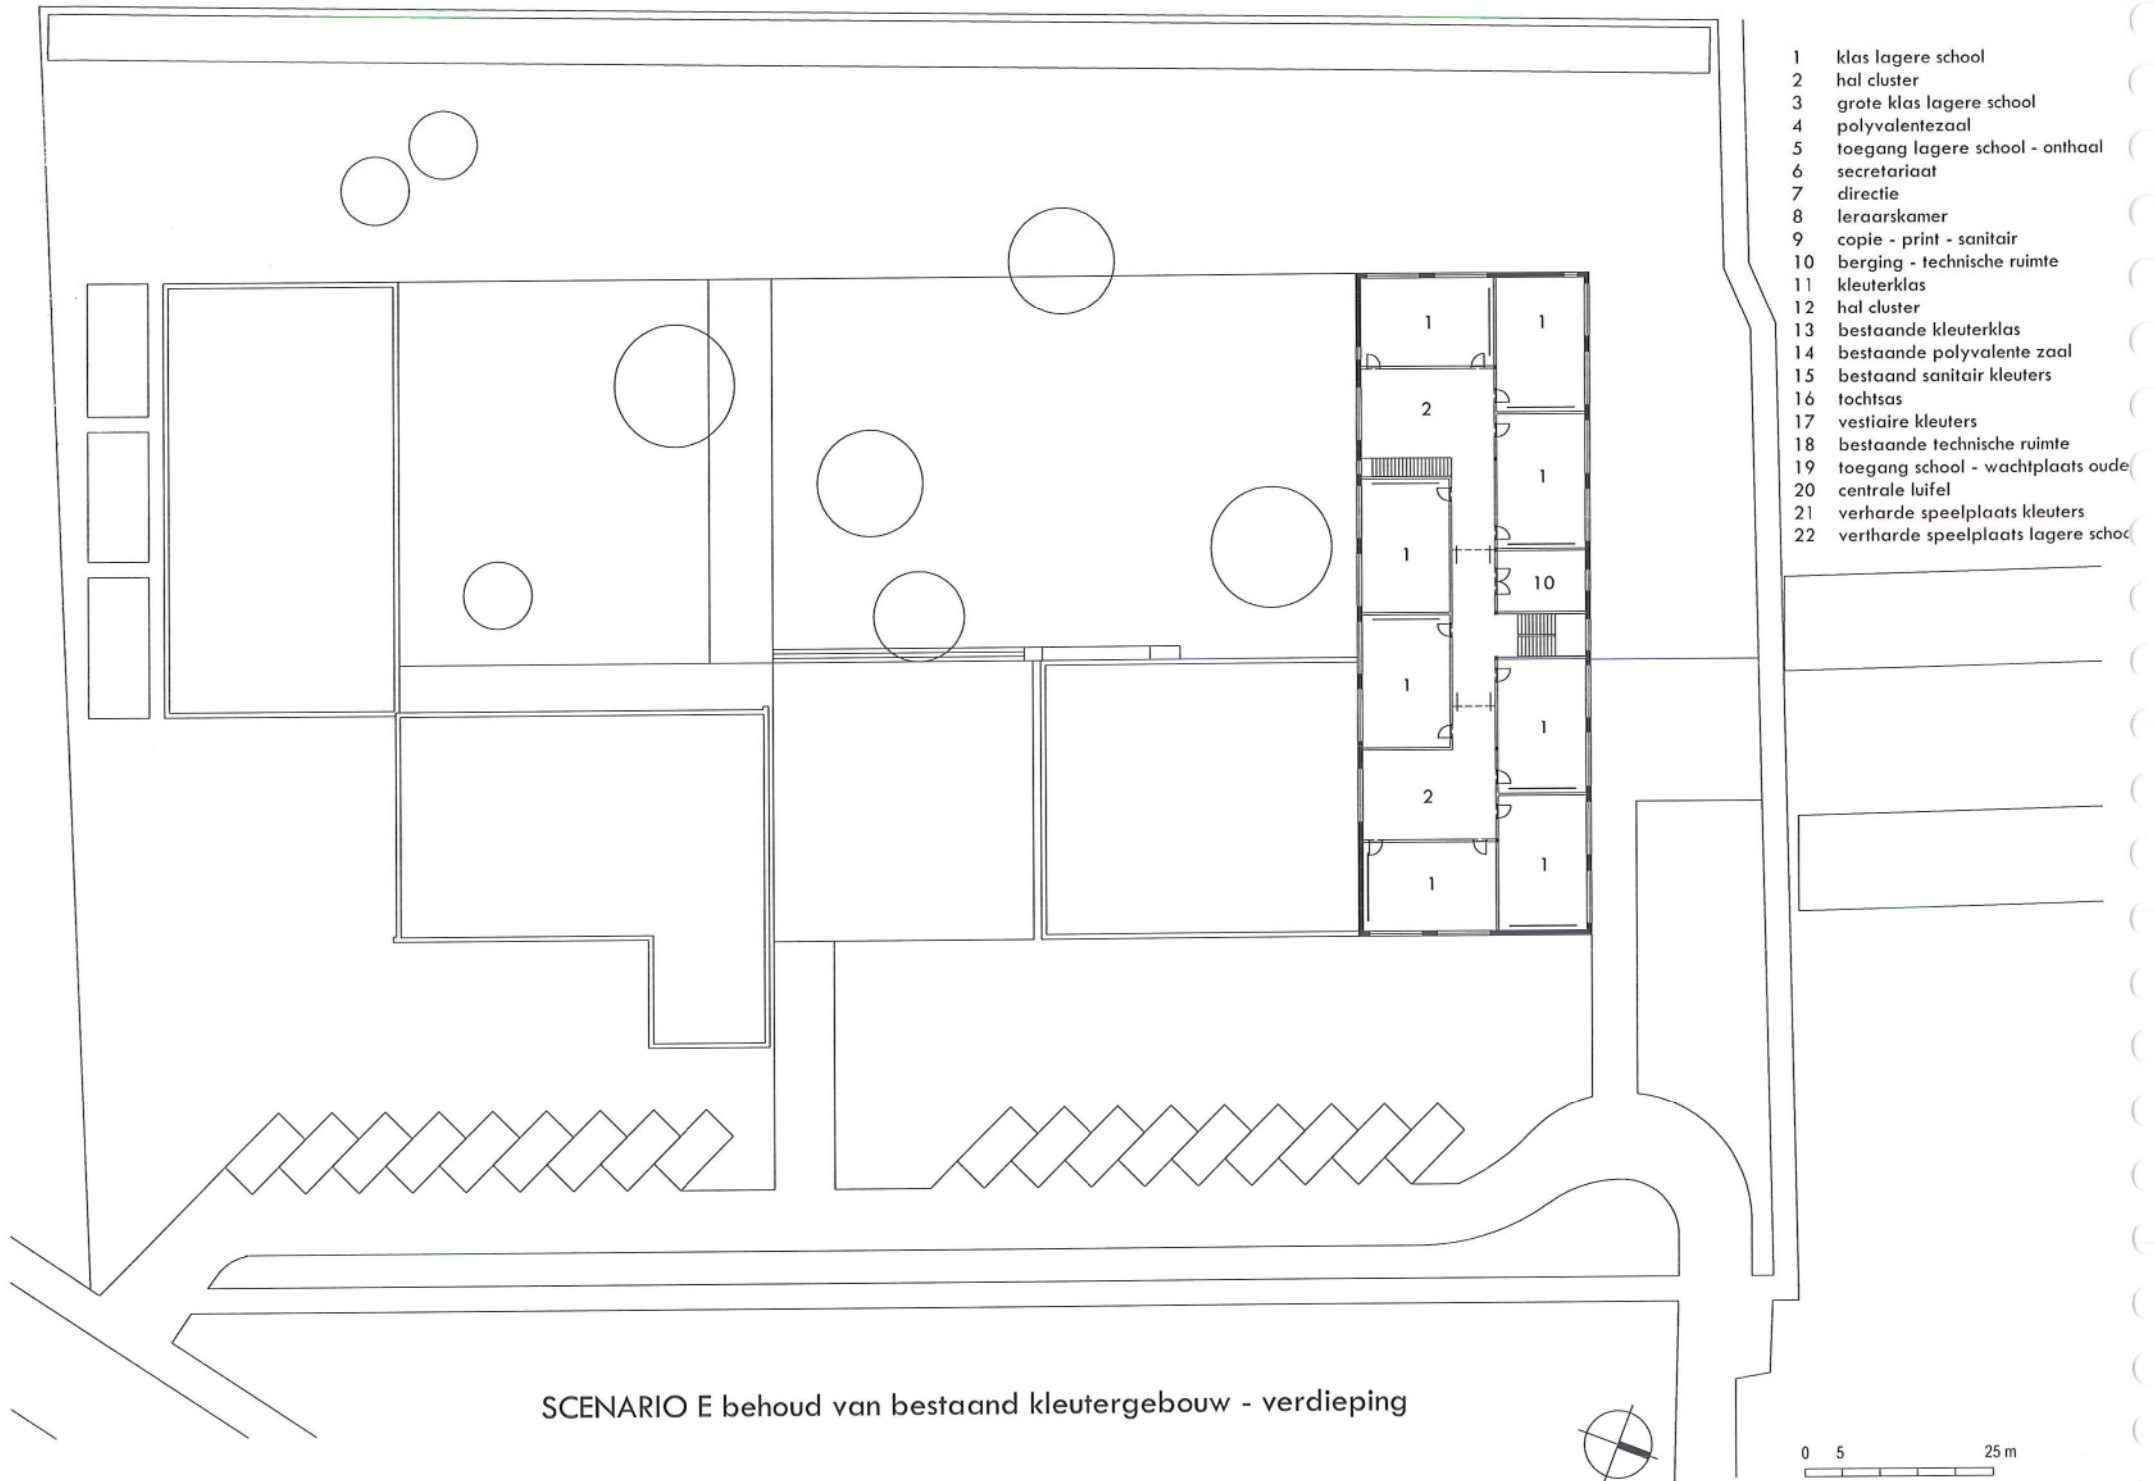 1 klas lagere school
2 hal cluster
3 grote klas lagere school
4 polyvalentezaal
5 toegang lagere school - onthaal
6 secretariaat
7 directie
8 leraarskamer
9 copie - print - sanitair
10 berging - technische ruimte
11 kleuterklas
12 hal cluster
13 bestaande kleuterklas
14 bestaande polyvalente zaal
15 bestaand sanitair kleuters
16 tochtsas
17 vestiaire kleuters
18 bestaande technische ruimte
19 toegang school - wachtplaats oude
20 centrale luifel
21 verharde speelplaats kleuters
22 vertharde speelplaats lagere schoo
1 1
2
1
1
10
1
1
2
1
1
SCENARIO E behoud van bestaand kleutergebouw - verdieping
0 5 25 m